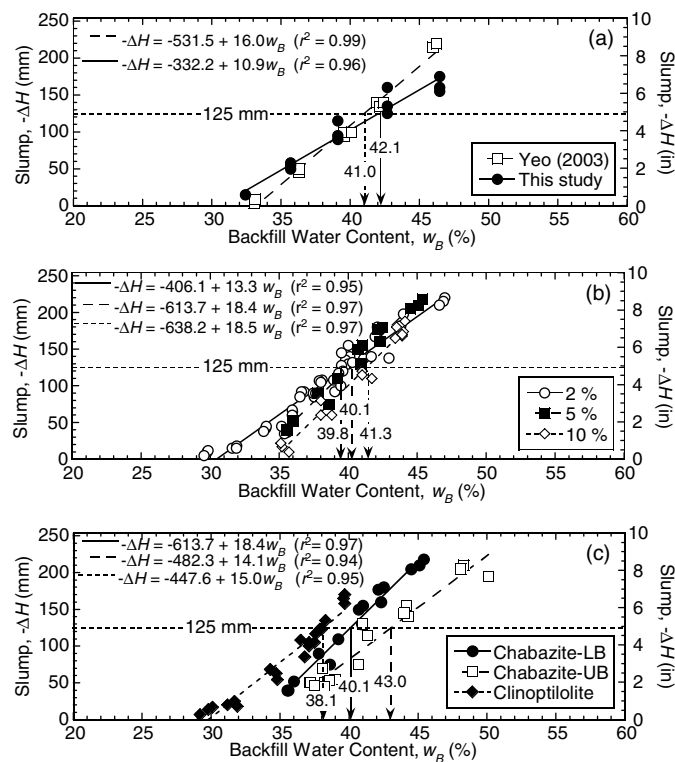 (a)
-ΔH = -531.5 + 16.0w_B (r² = 0.99)
-ΔH = -332.2 + 10.9w_B (r² = 0.96)
125 mm
42.1
41.0
Yeo (2003)
This study
250
200
150
100
50
0
Slump, -ΔH (mm)
10
8
6
4
2
0
Slump, -ΔH (in)
20 25 30 35 40 45 50 55 60
Backfill Water Content, w_B (%)
(b)
-ΔH = -406.1 + 13.3 w_B (r² = 0.95)
-ΔH = -613.7 + 18.4 w_B (r² = 0.97)
-ΔH = -638.2 + 18.5 w_B (r² = 0.97)
125 mm
40.1
39.8 41.3
2 %
5 %
10 %
250
200
150
100
50
0
Slump, -ΔH (mm)
10
8
6
4
2
0
Slump, -ΔH (in)
20 25 30 35 40 45 50 55 60
Backfill Water Content, w_B (%)
(c)
-ΔH = -613.7 + 18.4w_B (r² = 0.97)
-ΔH = -482.3 + 14.1w_B (r² = 0.94)
-ΔH = -447.6 + 15.0w_B (r² = 0.95)
125 mm
38.1 40.1 43.0
Chabazite-LB
Chabazite-UB
Clinoptilolite
250
200
150
100
50
0
Slump, -ΔH (mm)
10
8
6
4
2
0
Slump, -ΔH (in)
20 25 30 35 40 45 50 55 60
Backfill Water Content, w_B (%)